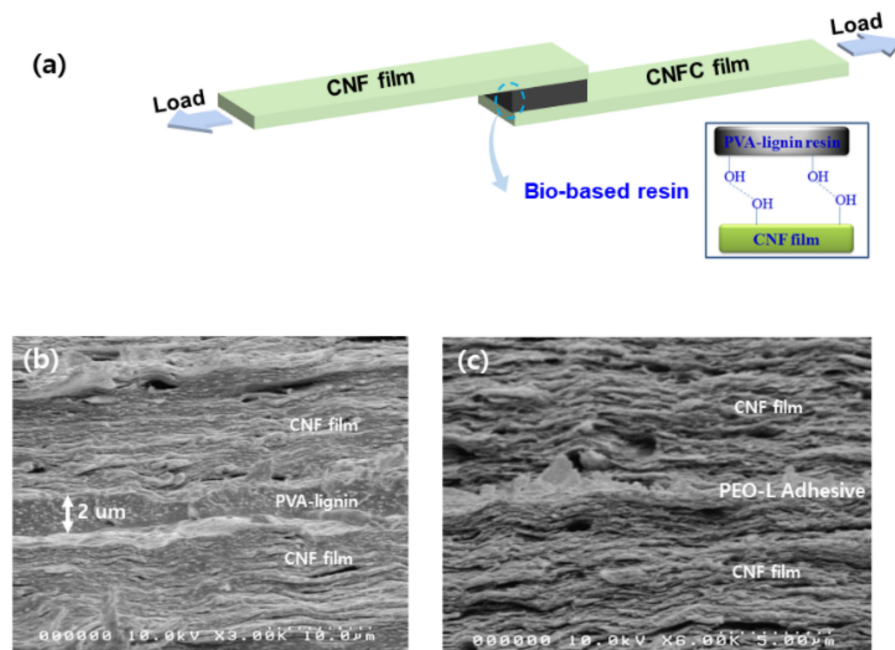 (a)
Load
CNF film
CNFC film
Load
Bio-based resin
PVA-lignin resin
OH
OH
OH
OH
CNF film
(b)
CNF film
PVA-lignin
2 um
CNF film
000000 10.0kV X3.00K 10.0µm
(c)
CNF film
PEO-L Adhesive
CNF film
000000 10.0kV X6.00K 5.00µm